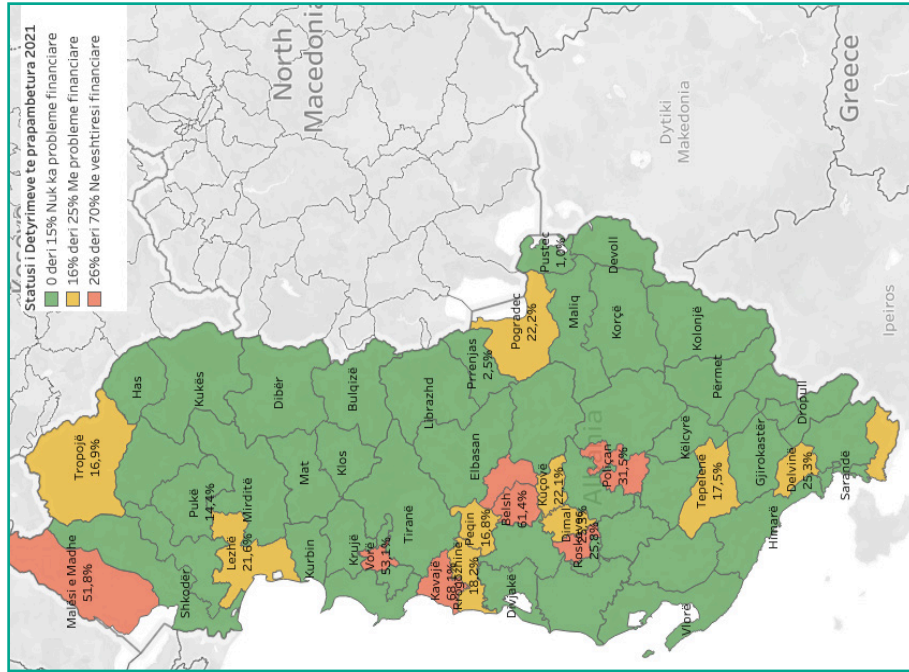 Statusi i Detyrimeve te prapambetura 2021
0 deri 15% Nuk ka probleme financiare
16% deri 25% Me probleme financiare
26% deri 70% Ne veshtiresi financiare
North
Macedonia
Greece
Dytiki
Makedonia
Ipeiros
Malësi e Madhe
51,8%
Tropojë
16,9%
Has
Shkodër
Pukë
14,4%
Kukës
Lezhë
21,6%
Mirditë
Dibër
Kurbin
Mat
Krujë
Klos
Bulqizë
Vorë
53,1%
Tiranë
Librazhd
Kavajë
68,1%
Rrogozhinë
18,2%
Peqin
16,8%
Elbasan
Prrenjas
2,5%
Pogradec
22,2%
Pustec
1,0%
Divjakë
Belsh
61,4%
Kuçovë
22,1%
Dimal
25,3%
25,8%
Poliçan
31,5%
Maliq
Devoll
Korçë
Vlorë
Tepelenë
17,5%
Këlcyrë
Përmet
Kolonjë
Himarë
Gjirokastër
Delvinë
25,3%
Dropull
Sarandë